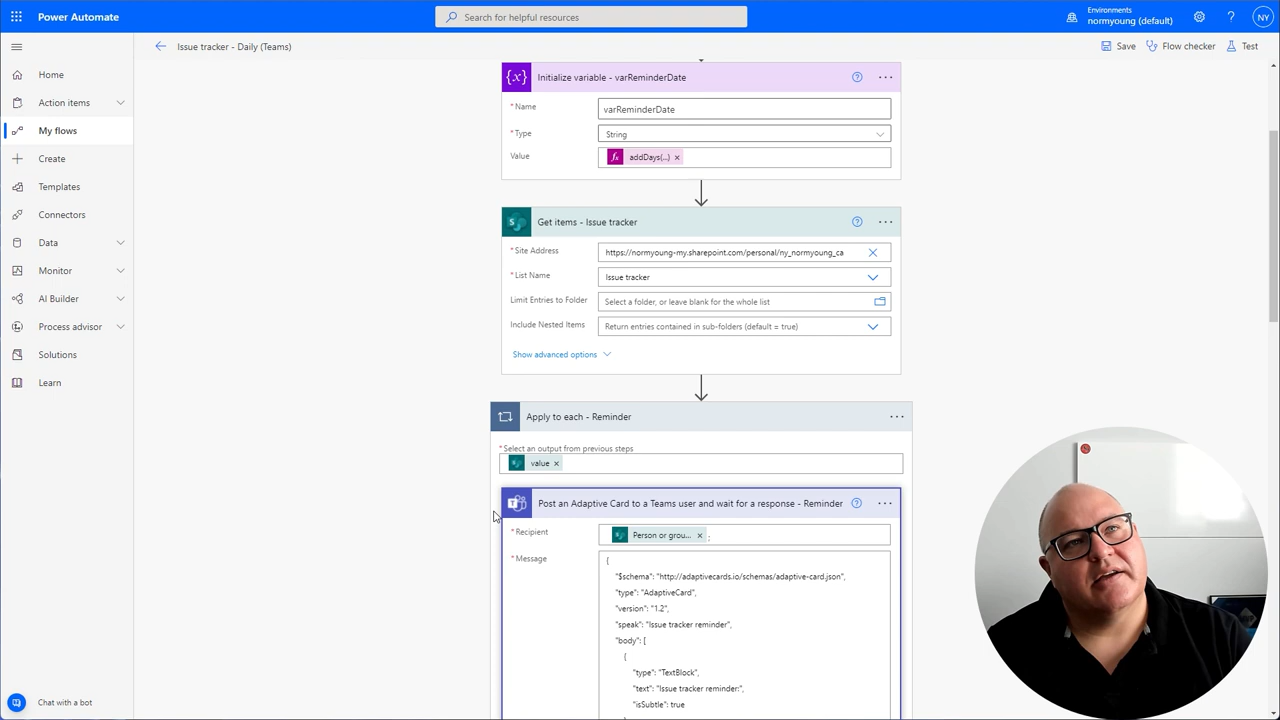 Power Automate
Search for helpful resources
Environments
normyoung (default)
?
NY
Issue tracker - Daily (Teams)
Save
Flow checker
Test
Home
Action items
My flows
Create
Templates
Connectors
Data
Monitor
AI Builder
Process advisor
Solutions
Learn
Chat with a bot
{x} Initialize variable - varReminderDate
* Name varReminderDate
* Type String
Value fx addDays(...) ×
Get items - Issue tracker
* Site Address https://normyoung-my.sharepoint.com/personal/ny_normyoung_ca
* List Name Issue tracker
Limit Entries to Folder Select a folder, or leave blank for the whole list
Include Nested Items Return entries contained in sub-folders (default = true)
Show advanced options
Apply to each - Reminder
* Select an output from previous steps
value ×
Post an Adaptive Card to a Teams user and wait for a response - Reminder
* Recipient Person or grou... × ;
* Message {
"$schema": "http://adaptivecards.io/schemas/adaptive-card.json",
"type": "AdaptiveCard",
"version": "1.2",
"speak": "Issue tracker reminder",
"body": [
{
"type": "TextBlock",
"text": "Issue tracker reminder:",
"isSubtle": true